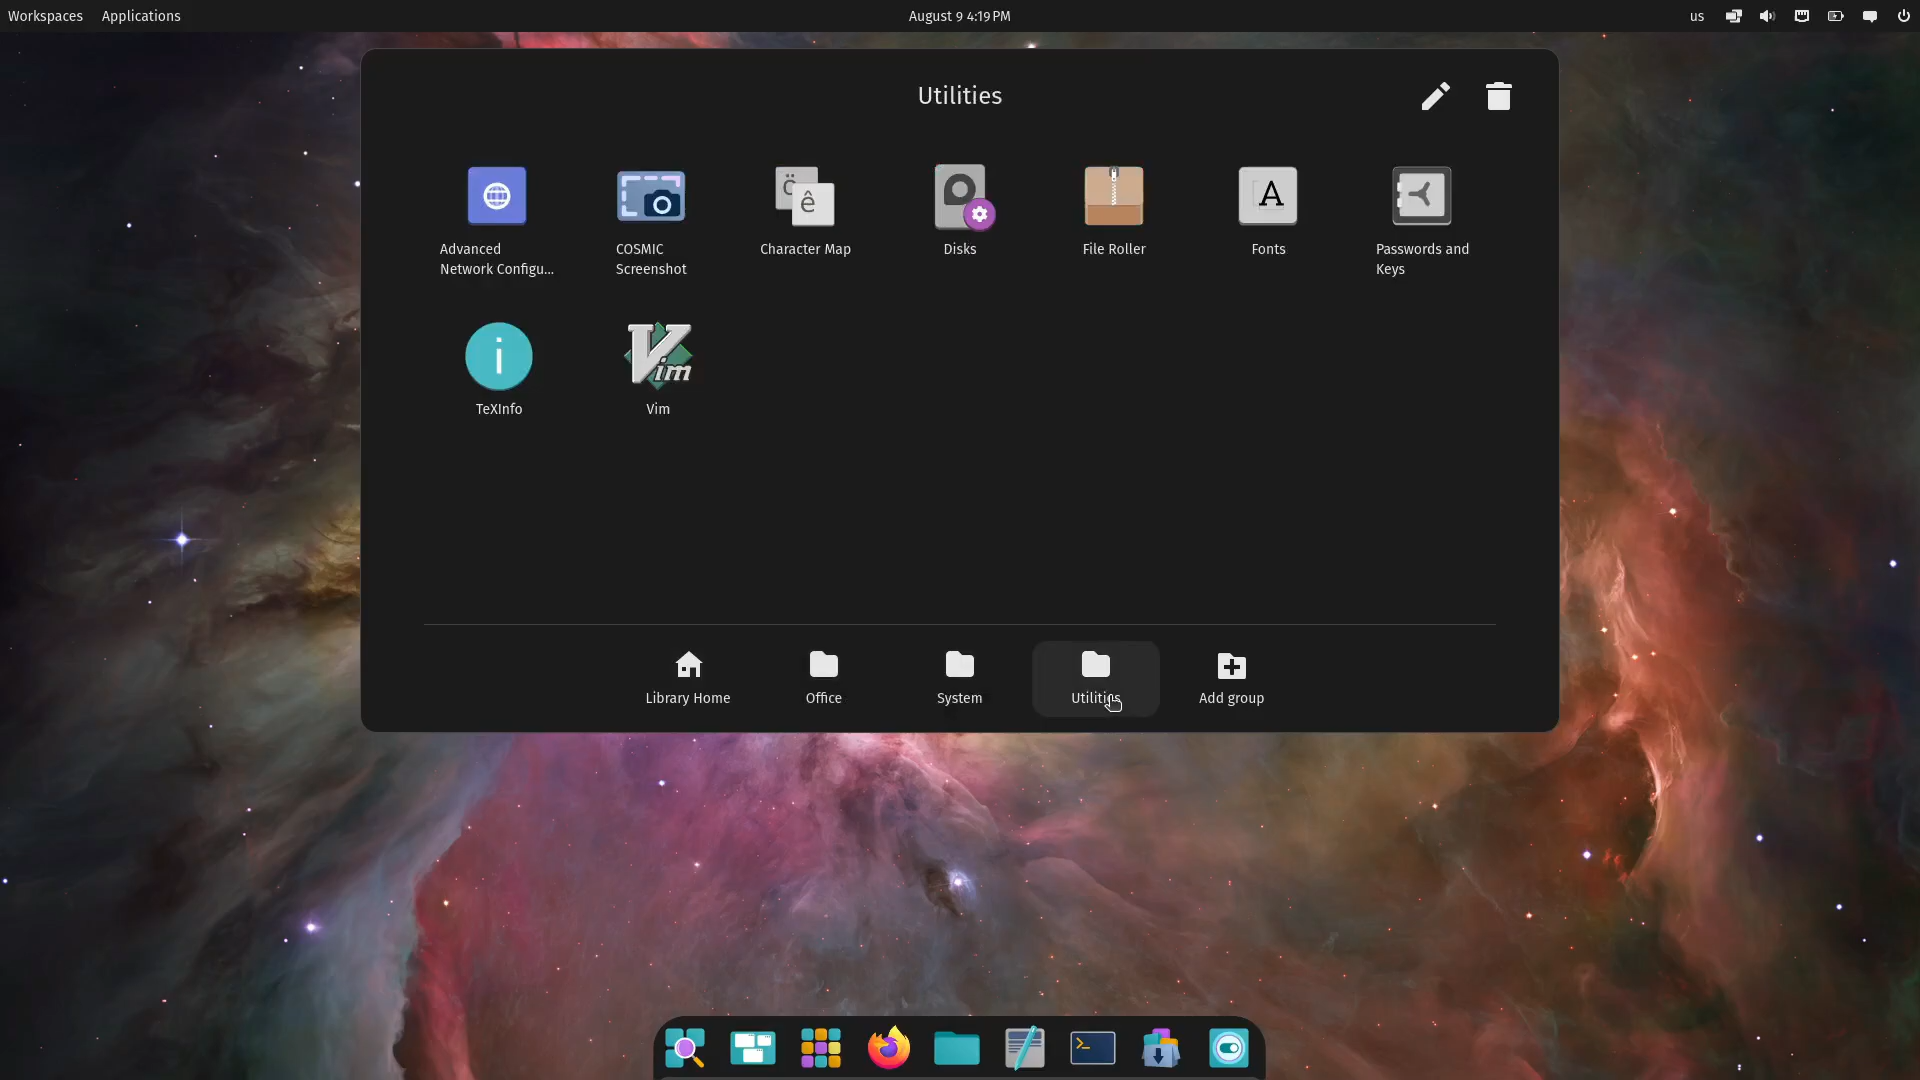 Workspaces Applications August 9 4:19 PM us
Utilities
Advanced
Network Configu...
COSMIC
Screenshot
Character Map
Disks
File Roller
Fonts
Passwords and
Keys
TeXInfo
Vim
Library Home
Office
System
Utilities
Add group